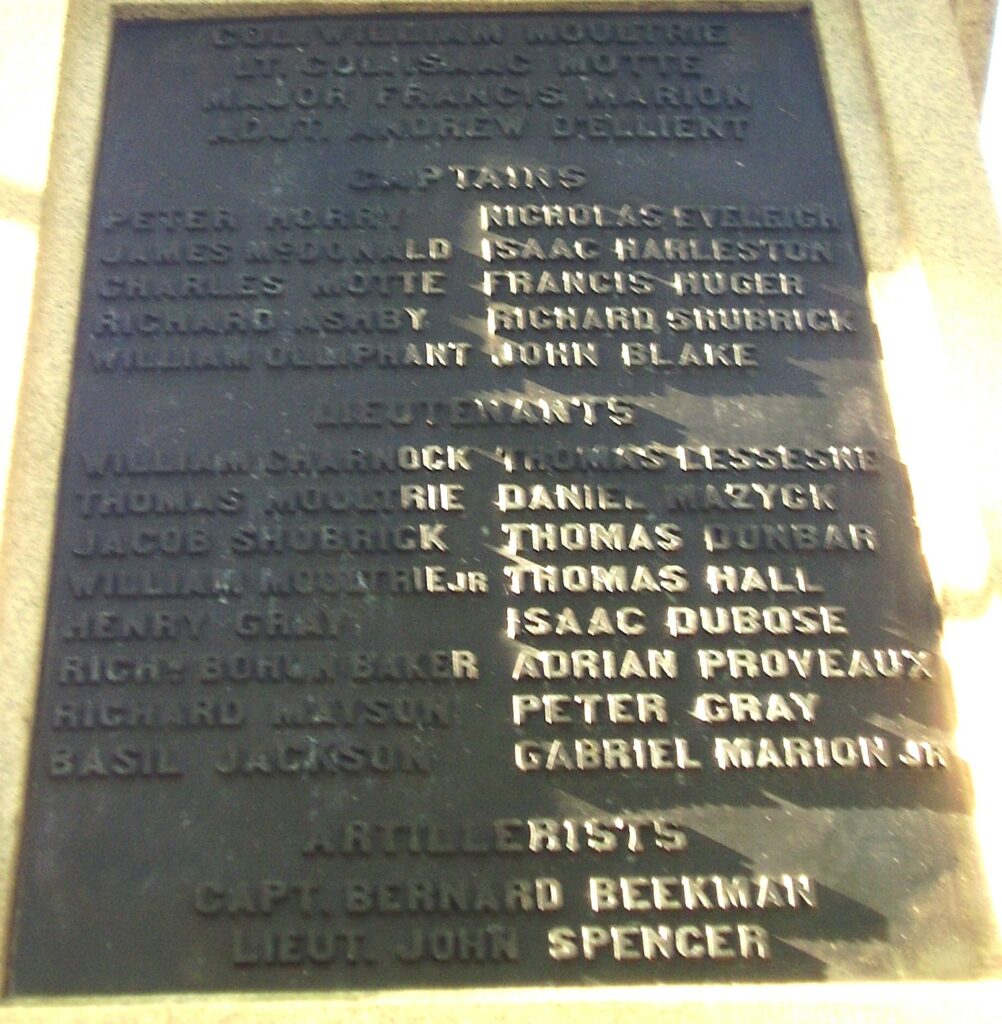 COL. WILLIAM MOULTRIE
LT. COL. ISAAC MOTTE
MAJOR FRANCIS MARION
ADJT. ANDREW D'ELLIENT
CAPTAINS
PETER HORRY NICHOLAS EVELEIGH
JAMES McDONALD ISAAC HARLESTON
CHARLES MOTTE FRANCIS HUGER
RICHARD ASHBY RICHARD SHUBRICK
WILLIAM OLLIPHANT JOHN BLAKE
LIEUTENANTS
WILLIAM CHARNOCK THOMAS LESSESNE
THOMAS MOULTRIE DANIEL MAZYCK
JACOB SHUBRICK THOMAS DUNBAR
WILLIAM MOULTRIE JR THOMAS HALL
HENRY GRAY ISAAC DUBOSE
RICHD BOHUN BAKER ADRIAN PROVEAUX
RICHARD MAYSON PETER GRAY
BASIL JACKSON GABRIEL MARION JR
ARTILLERISTS
CAPT. BERNARD BEEKMAN
LIEUT. JOHN SPENCER